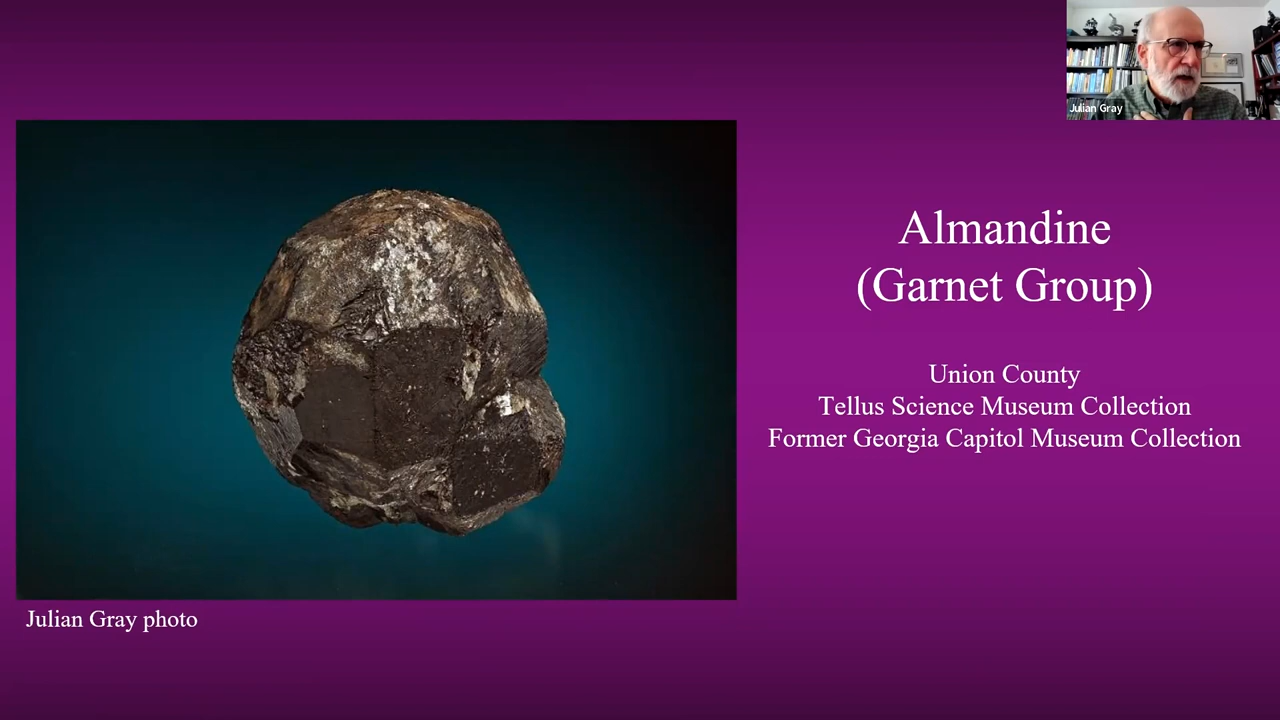 Julian Gray
Almandine
(Garnet Group)
Union County
Tellus Science Museum Collection
Former Georgia Capitol Museum Collection
Julian Gray photo